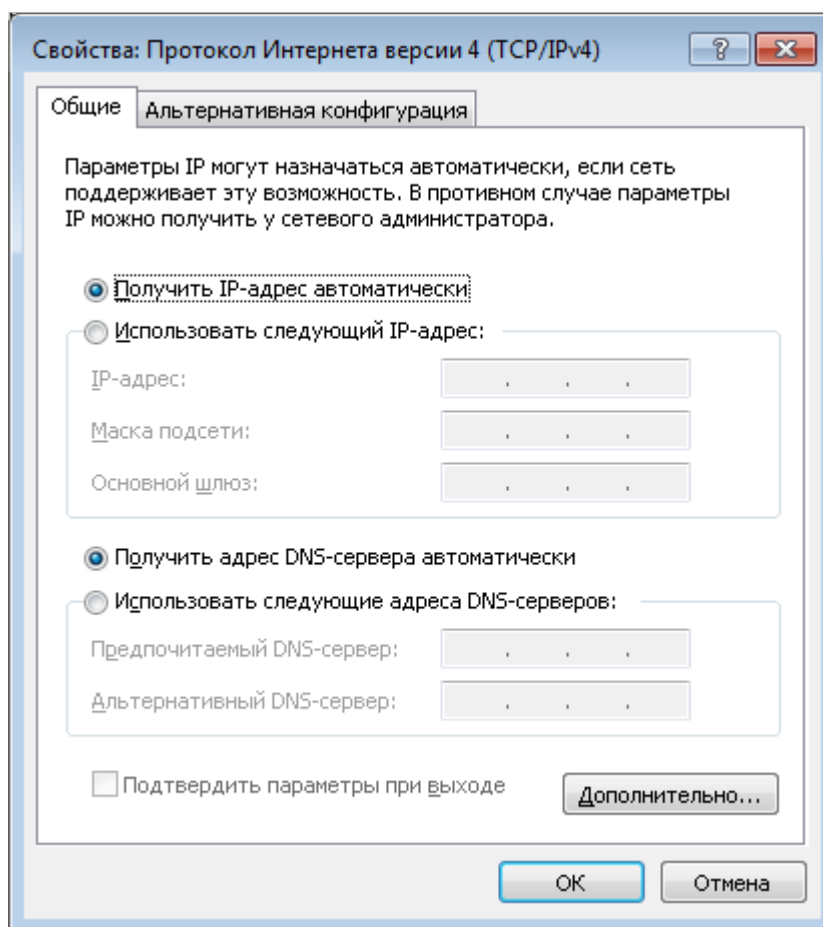 Свойства: Протокол Интернета версии 4 (TCP/IPv4)
Общие
Альтернативная конфигурация
Параметры IP могут назначаться автоматически, если сеть
поддерживает эту возможность. В противном случае параметры
IP можно получить у сетевого администратора.
Получить IP-адрес автоматически
Использовать следующий IP-адрес:
IP-адрес:
Маска подсети:
Основной шлюз:
Получить адрес DNS-сервера автоматически
Использовать следующие адреса DNS-серверов:
Предпочитаемый DNS-сервер:
Альтернативный DNS-сервер:
Подтвердить параметры при выходе
Дополнительно...
ОК
Отмена